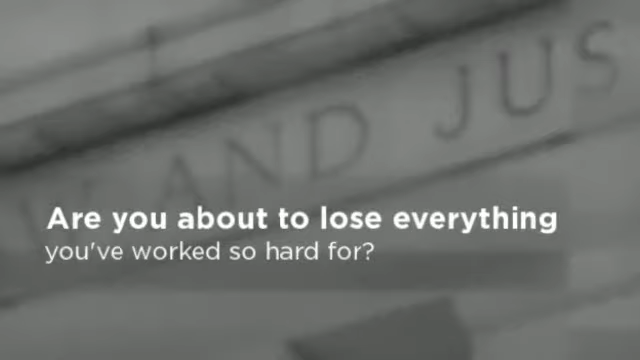 AND JUS
Are you about to lose everything
you've worked so hard for?